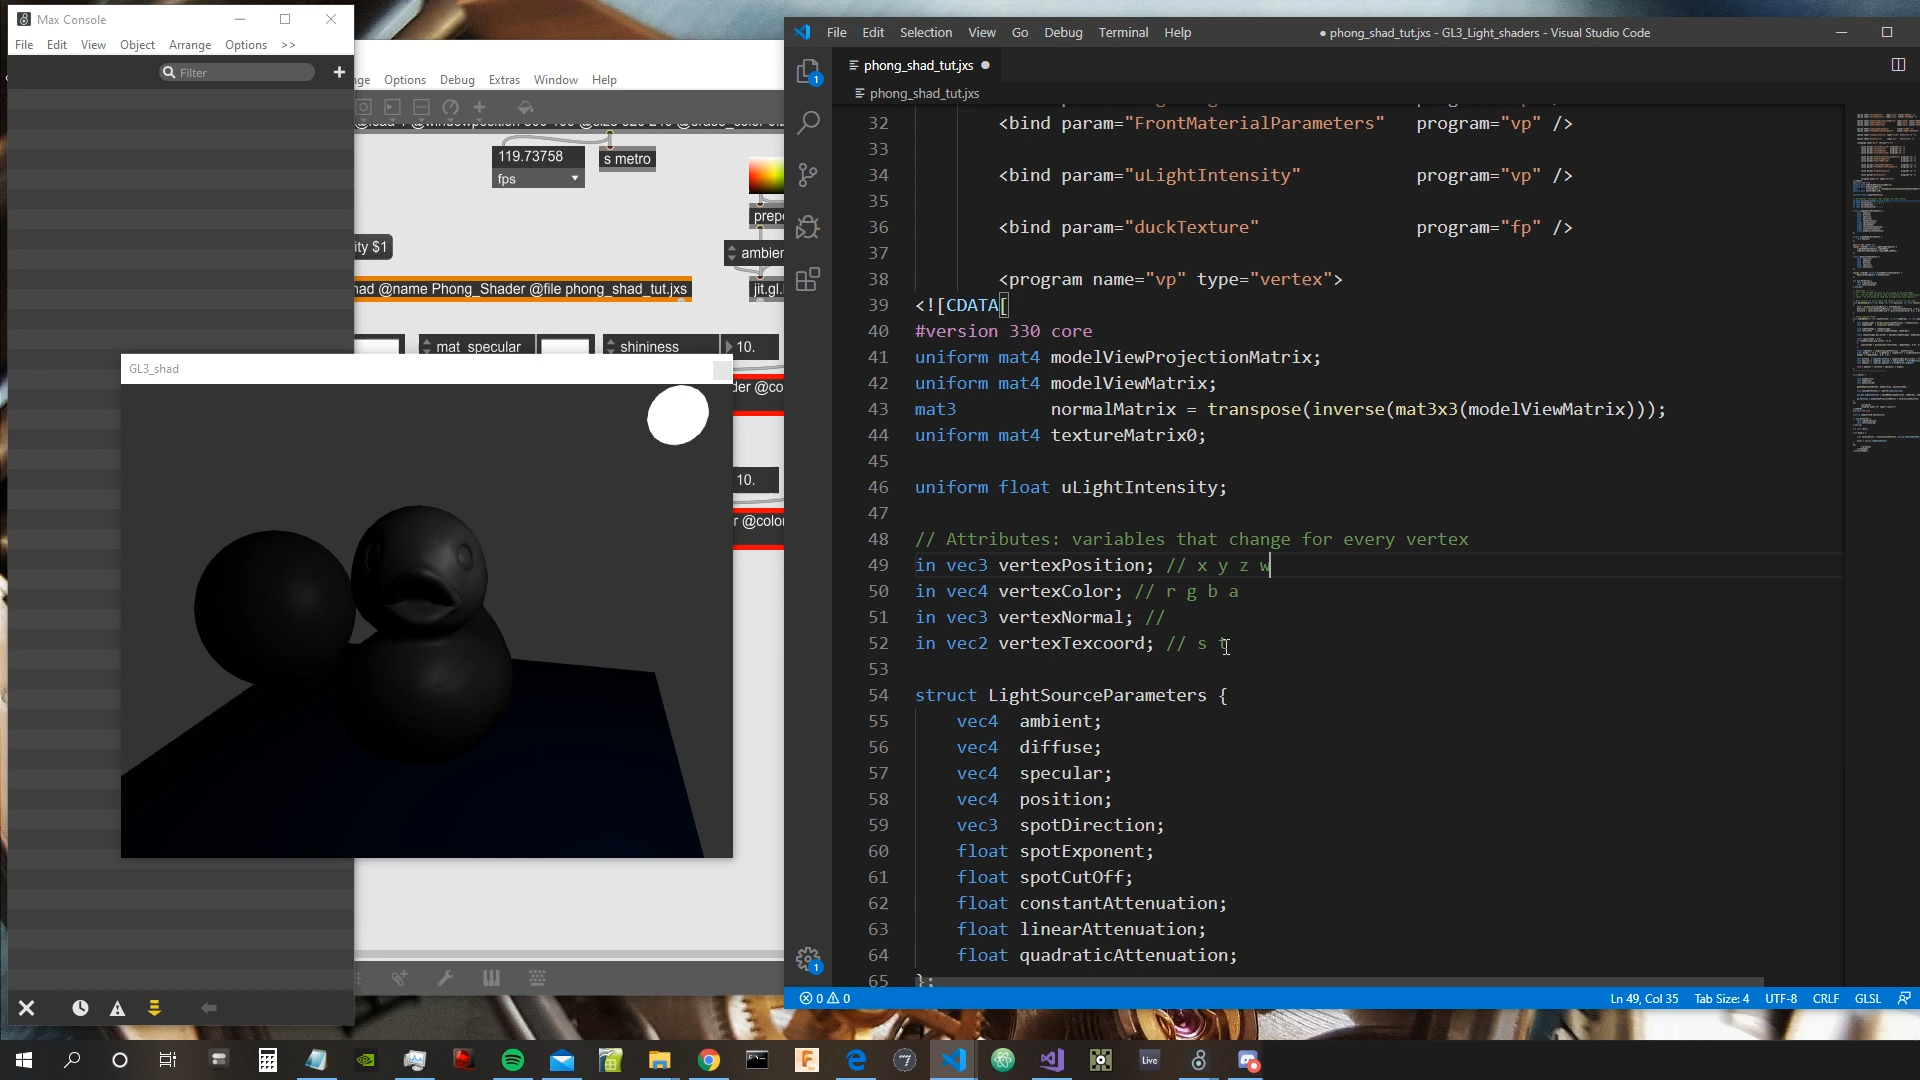 Max Console
File Edit View Object Arrange Options >>
Filter
Options Debug Extras Window Help
119.73758
fps
s metro
ity $1
ad @name Phong_Shader @file phong_shad_tut.jxs
prepe
ambien
jit.gl.
mat_specular
shininess
10.
der @co
10.
r @color
GL3_shad
File Edit Selection View Go Debug Terminal Help
● phong_shad_tut.jxs - GL3_Light_shaders - Visual Studio Code
phong_shad_tut.jxs
phong_shad_tut.jxs
32 <bind param="FrontMaterialParameters" program="vp" />
33
34 <bind param="uLightIntensity" program="vp" />
35
36 <bind param="duckTexture" program="fp" />
37
38 <program name="vp" type="vertex">
39 <![CDATA[
40 #version 330 core
41 uniform mat4 modelViewProjectionMatrix;
42 uniform mat4 modelViewMatrix;
43 mat3 normalMatrix = transpose(inverse(mat3x3(modelViewMatrix)));
44 uniform mat4 textureMatrix0;
45
46 uniform float uLightIntensity;
47
48 // Attributes: variables that change for every vertex
49 in vec3 vertexPosition; // x y z w
50 in vec4 vertexColor; // r g b a
51 in vec3 vertexNormal; //
52 in vec2 vertexTexcoord; // s t
53
54 struct LightSourceParameters {
55 vec4 ambient;
56 vec4 diffuse;
57 vec4 specular;
58 vec4 position;
59 vec3 spotDirection;
60 float spotExponent;
61 float spotCutOff;
62 float constantAttenuation;
63 float linearAttenuation;
64 float quadraticAttenuation;
65 };
1
1
0 0
Ln 49, Col 35 Tab Size: 4 UTF-8 CRLF GLSL
Live